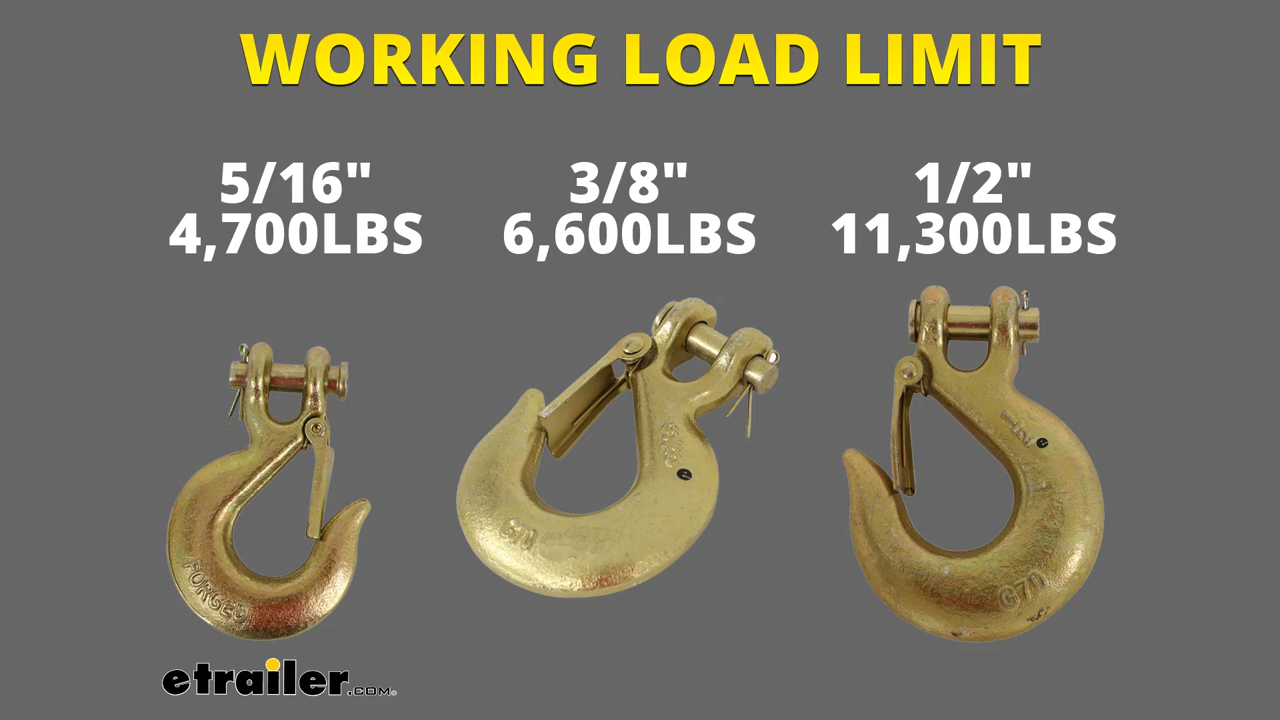 WORKING LOAD LIMIT
5/16"
4,700LBS
3/8"
6,600LBS
1/2"
11,300LBS
FORGED
G70
etrailer.COM